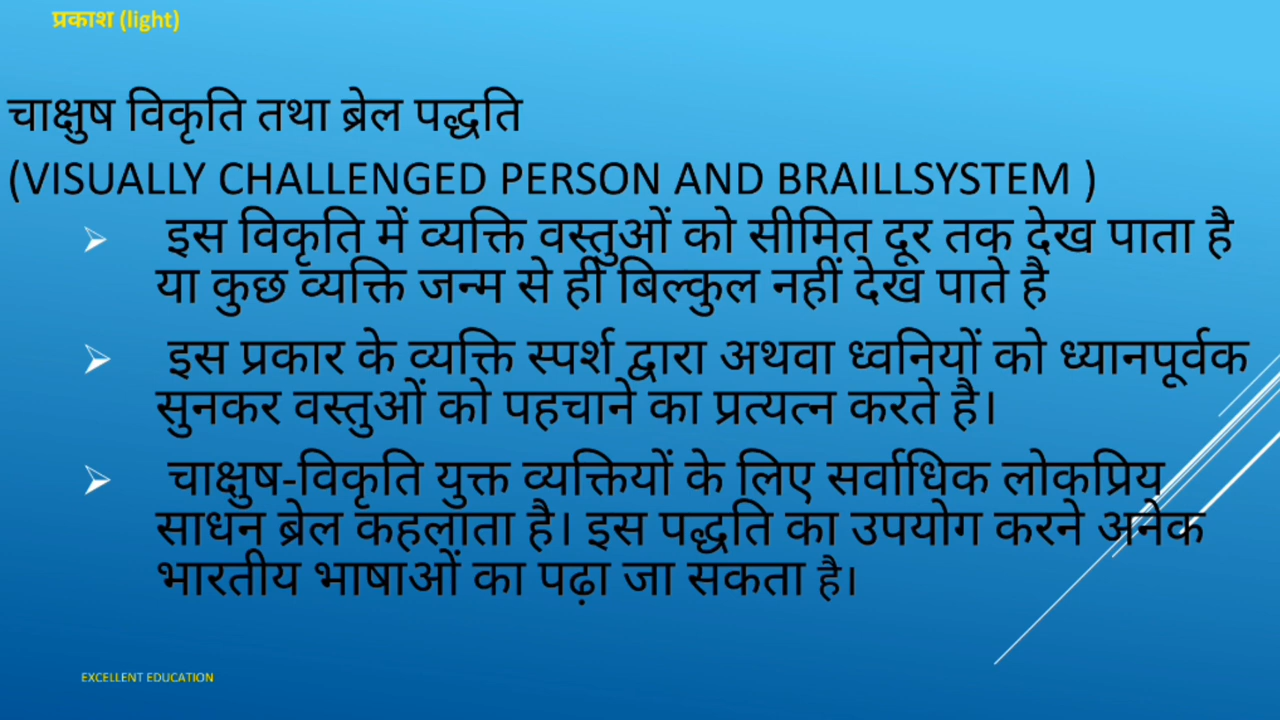 प्रकाश (light)
चाक्षुष विकृति तथा ब्रेल पद्धति
(VISUALLY CHALLENGED PERSON AND BRAILLSYSTEM )
➢ इस विकृति में व्यक्ति वस्तुओं को सीमित दूर तक देख पाता है
या कुछ व्यक्ति जन्म से ही बिल्कुल नहीं देख पाते है
➢ इस प्रकार के व्यक्ति स्पर्श द्वारा अथवा ध्वनियों को ध्यानपूर्वक
सुनकर वस्तुओं को पहचाने का प्रत्यत्न करते है।
➢ चाक्षुष-विकृति युक्त व्यक्तियों के लिए सर्वाधिक लोकप्रिय
साधन ब्रेल कहलाता है। इस पद्धति का उपयोग करने अनेक
भारतीय भाषाओं का पढ़ा जा सकता है।
EXCELLENT EDUCATION